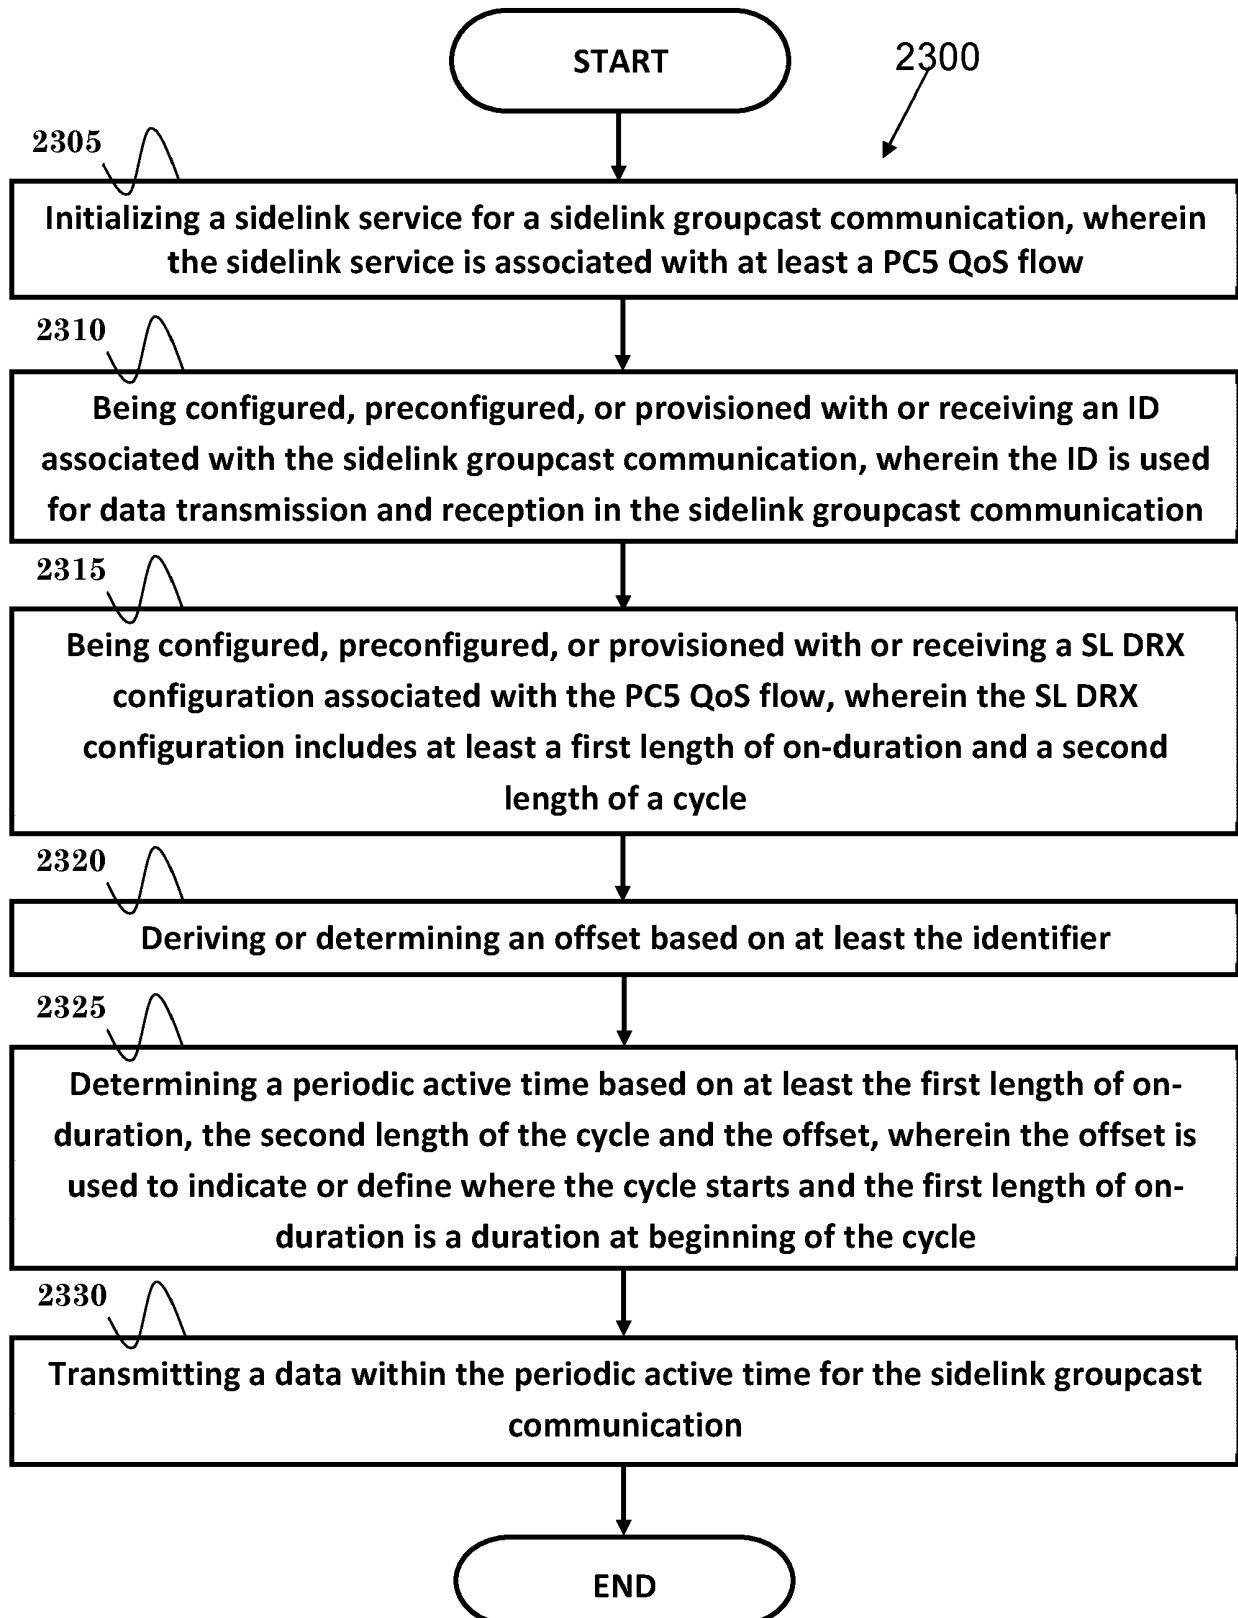 START
2300
2305
Initializing a sidelink service for a sidelink groupcast communication, wherein
the sidelink service is associated with at least a PC5 QoS flow
2310
Being configured, preconfigured, or provisioned with or receiving an ID
associated with the sidelink groupcast communication, wherein the ID is used
for data transmission and reception in the sidelink groupcast communication
2315
Being configured, preconfigured, or provisioned with or receiving a SL DRX
configuration associated with the PC5 QoS flow, wherein the SL DRX
configuration includes at least a first length of on-duration and a second
length of a cycle
2320
Deriving or determining an offset based on at least the identifier
2325
Determining a periodic active time based on at least the first length of on-
duration, the second length of the cycle and the offset, wherein the offset is
used to indicate or define where the cycle starts and the first length of on-
duration is a duration at beginning of the cycle
2330
Transmitting a data within the periodic active time for the sidelink groupcast
communication
END